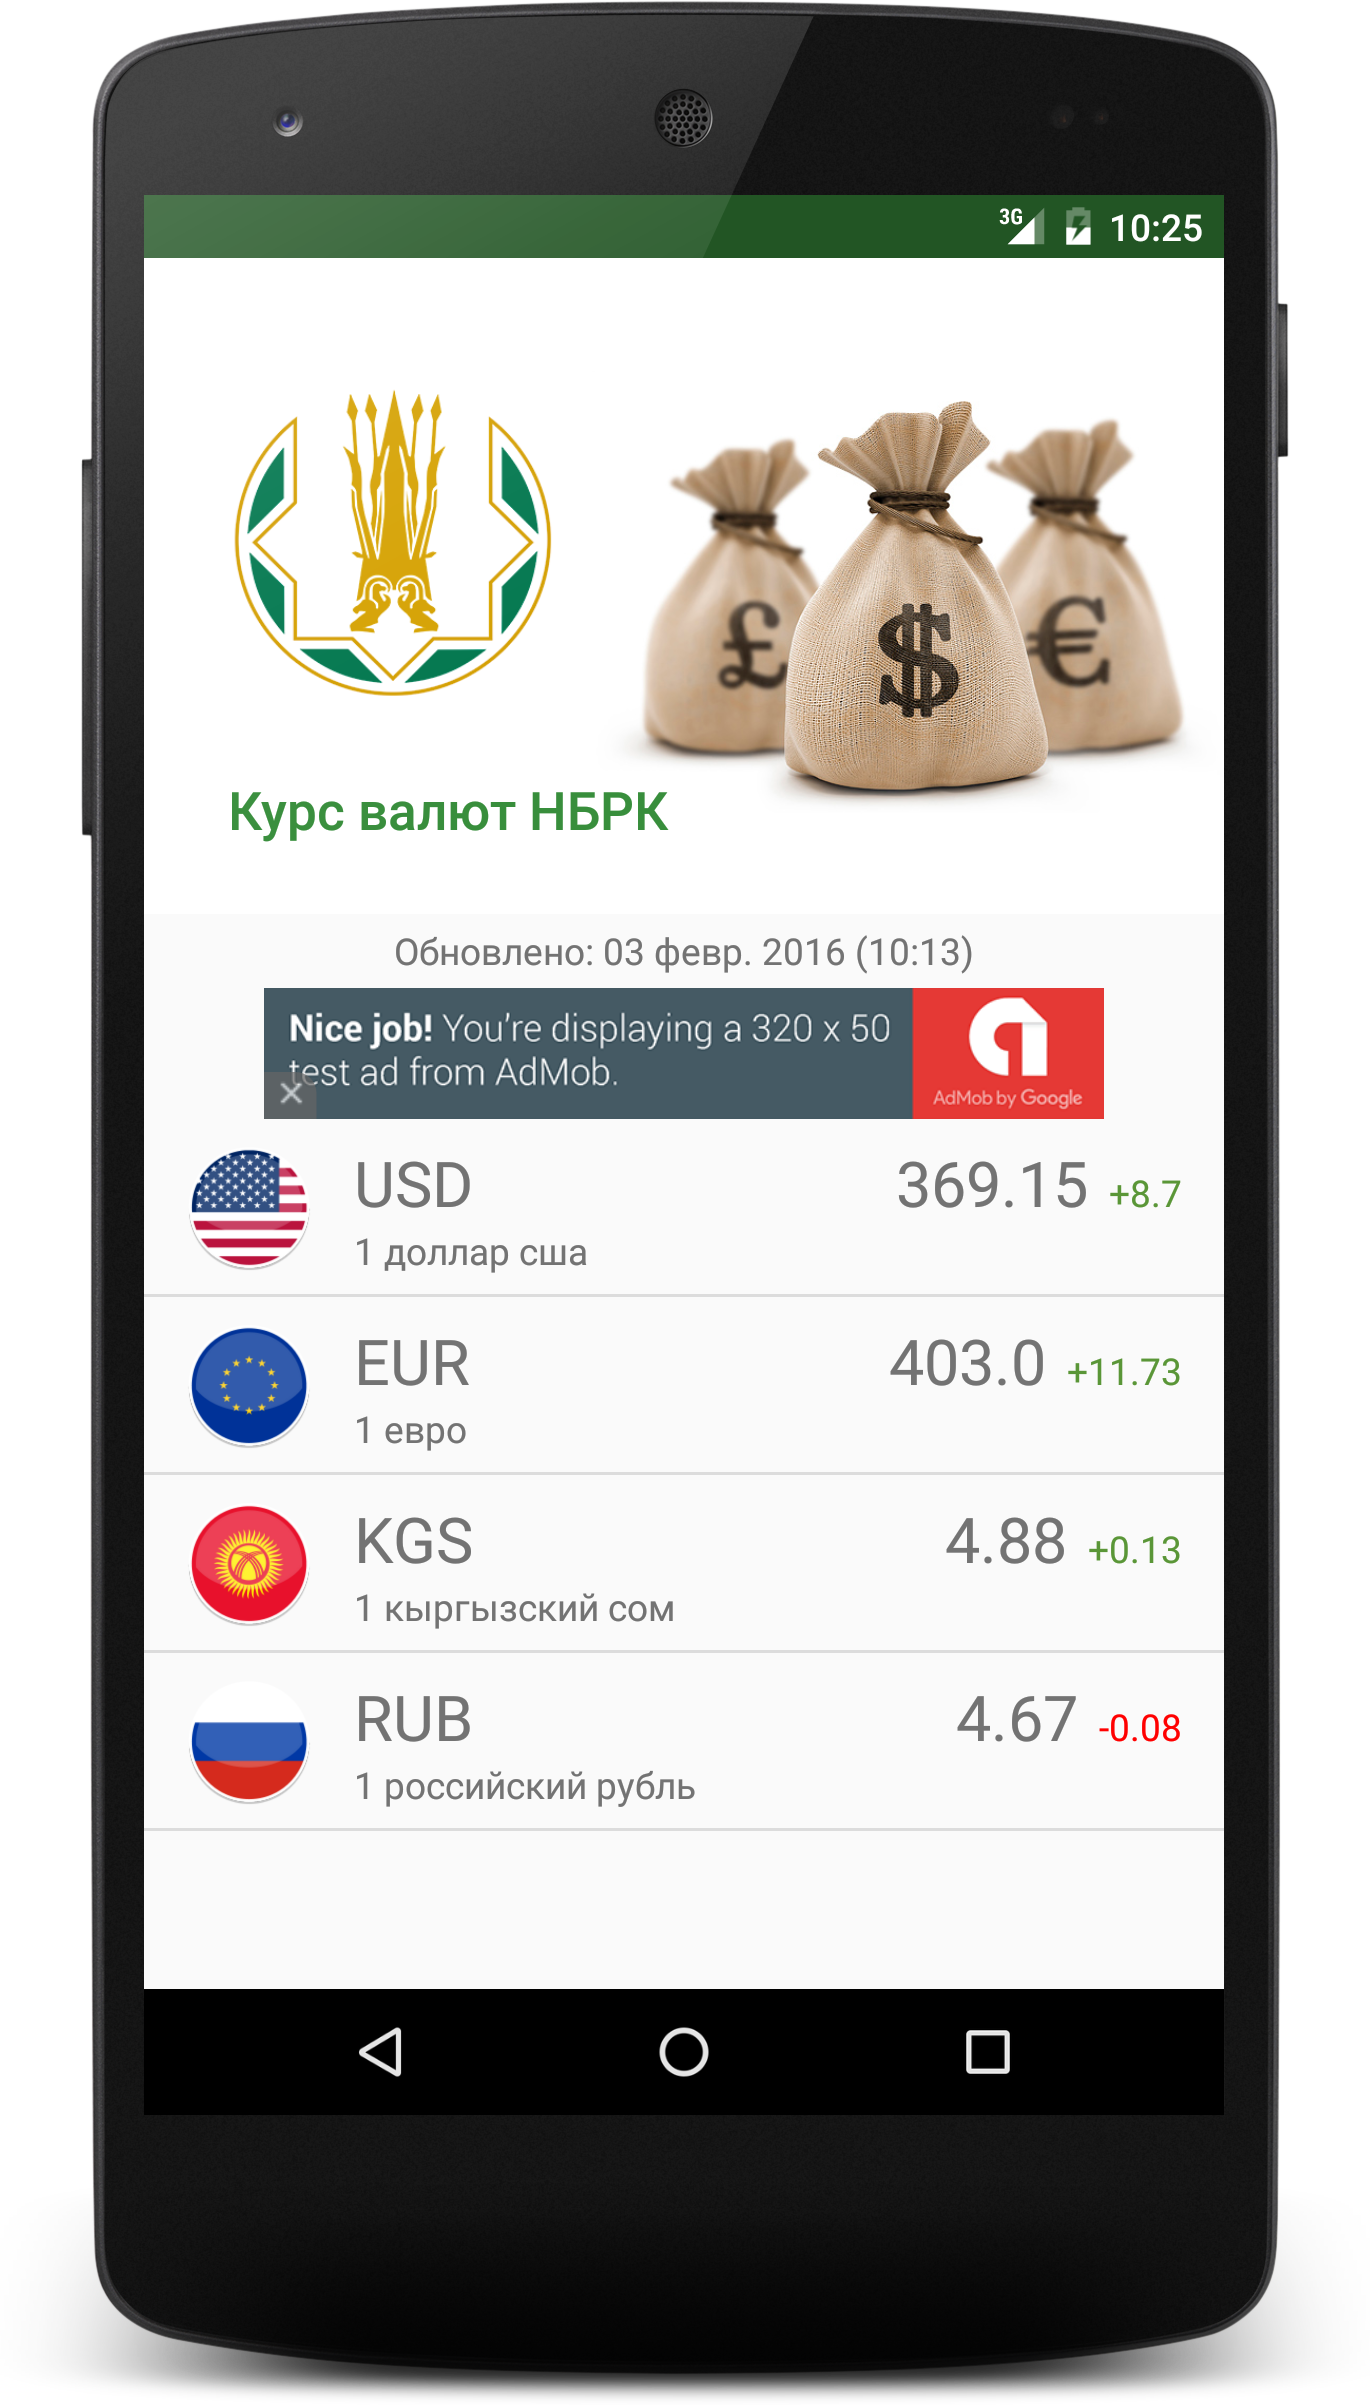 3G 10:25
£ $ €
Курс валют НБРК
Обновлено: 03 февр. 2016 (10:13)
Nice job! You're displaying a 320 x 50
test ad from AdMob.
AdMob by Google
USD 369.15 +8.7
1 доллар сша
EUR 403.0 +11.73
1 евро
KGS 4.88 +0.13
1 кыргызский сом
RUB 4.67 -0.08
1 российский рубль